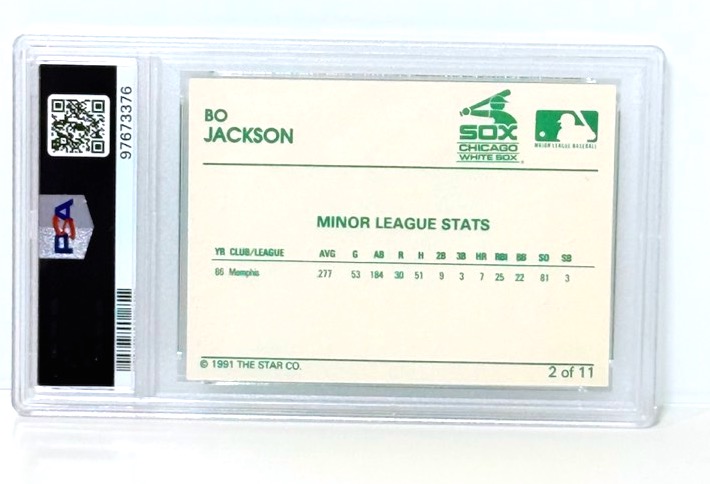 97673376
PSA
BO
JACKSON
SOX
CHICAGO
WHITE SOX
MAJOR LEAGUE BASEBALL
MINOR LEAGUE STATS
YR CLUB/LEAGUE AVG G AB R H 2B 3B HR RBI BB SO SB
86 Memphis .277 53 184 30 51 9 3 7 25 22 81 3
© 1991 THE STAR CO.
2 of 11